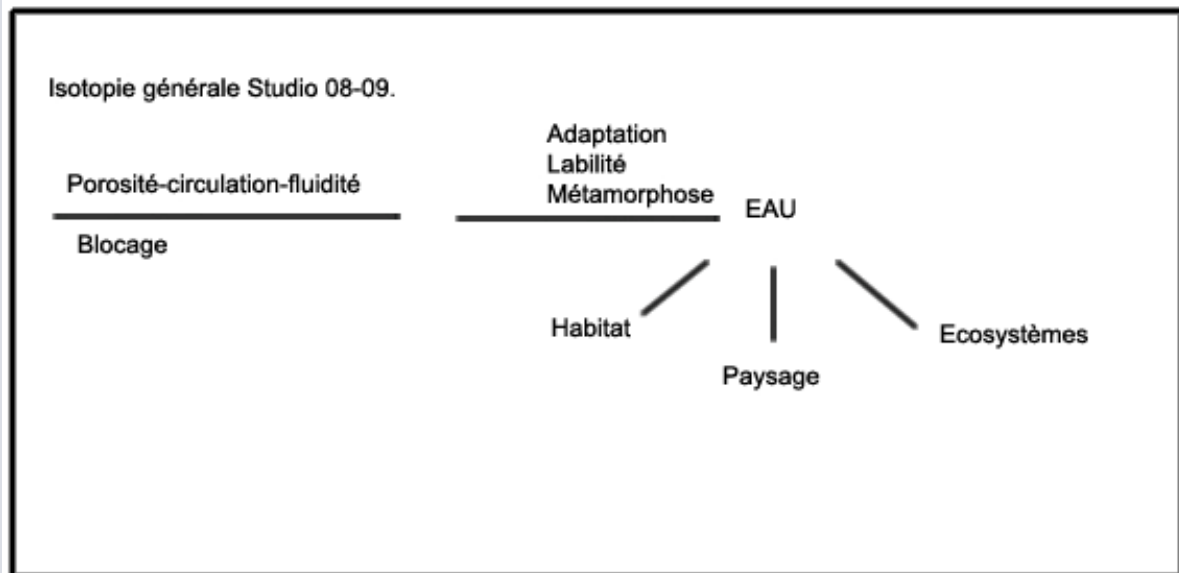 Isotopie générale Studio 08-09.
Adaptation
Labilité
Porosité-circulation-fluidité
Métamorphose
EAU
Blocage
Habitat
Ecosystèmes
Paysage